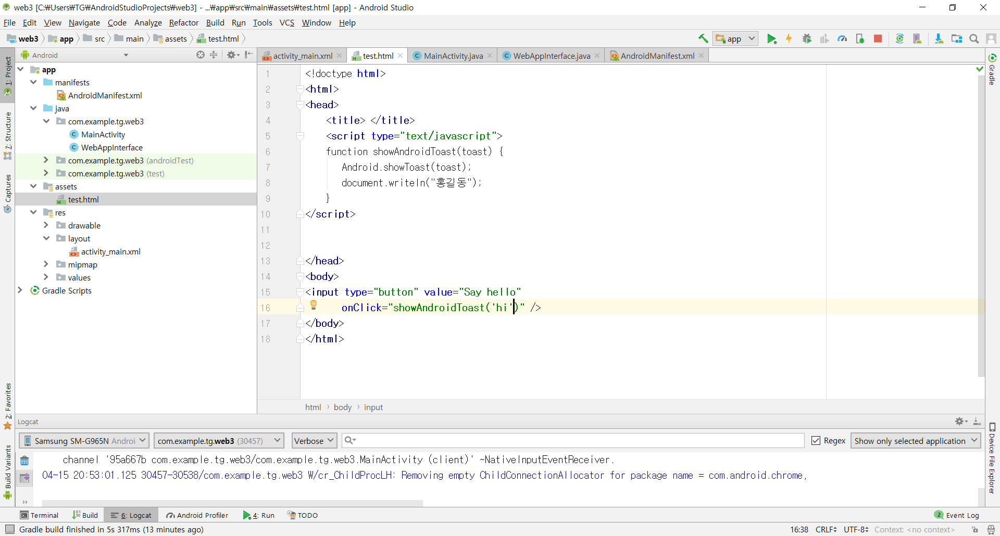 web3 [C:￦Users￦TG￦AndroidStudioProjects￦web3] - ...￦app￦src￦main￦assets￦test.html [app] - Android Studio
File Edit View Navigate Code Analyze Refactor Build Run Tools VCS Window Help
web3 app src main assets test.html app
Android
activity_main.xml test.html MainActivity.java WebAppInterface.java AndroidManifest.xml
1: Project
7: Structure
Captures
2: Favorites
Build Variants
app
manifests
AndroidManifest.xml
java
com.example.tg.web3
MainActivity
WebAppInterface
com.example.tg.web3 (androidTest)
com.example.tg.web3 (test)
assets
test.html
res
drawable
layout
activity_main.xml
mipmap
values
Gradle Scripts
1 <!doctype html>
2 <html>
3 <head>
4 <title> </title>
5 <script type="text/javascript">
6 function showAndroidToast(toast) {
7 Android.showToast(toast);
8 document.writeln("홍길동");
9 }
10 </script>
11
12
13 </head>
14 <body>
15 <input type="button" value="Say hello"
16 onClick="showAndroidToast('hi')" />
17 </body>
18 </html>
html › body › input
Gradle
Device File Explorer
Logcat
Samsung SM-G965N Androi com.example.tg.web3 (30457) Verbose Regex Show only selected application
channel '95a667b com.example.tg.web3/com.example.tg.web3.MainActivity (client)' ~NativeInputEventReceiver.
04-15 20:53:01.125 30457-30538/com.example.tg.web3 W/cr_ChildProcLH: Removing empty ChildConnectionAllocator for package name = com.android.chrome,
Terminal Build 6: Logcat Android Profiler 4: Run TODO 2 Event Log
Gradle build finished in 5s 317ms (13 minutes ago) 16:38 CRLF UTF-8 Context: <no context>